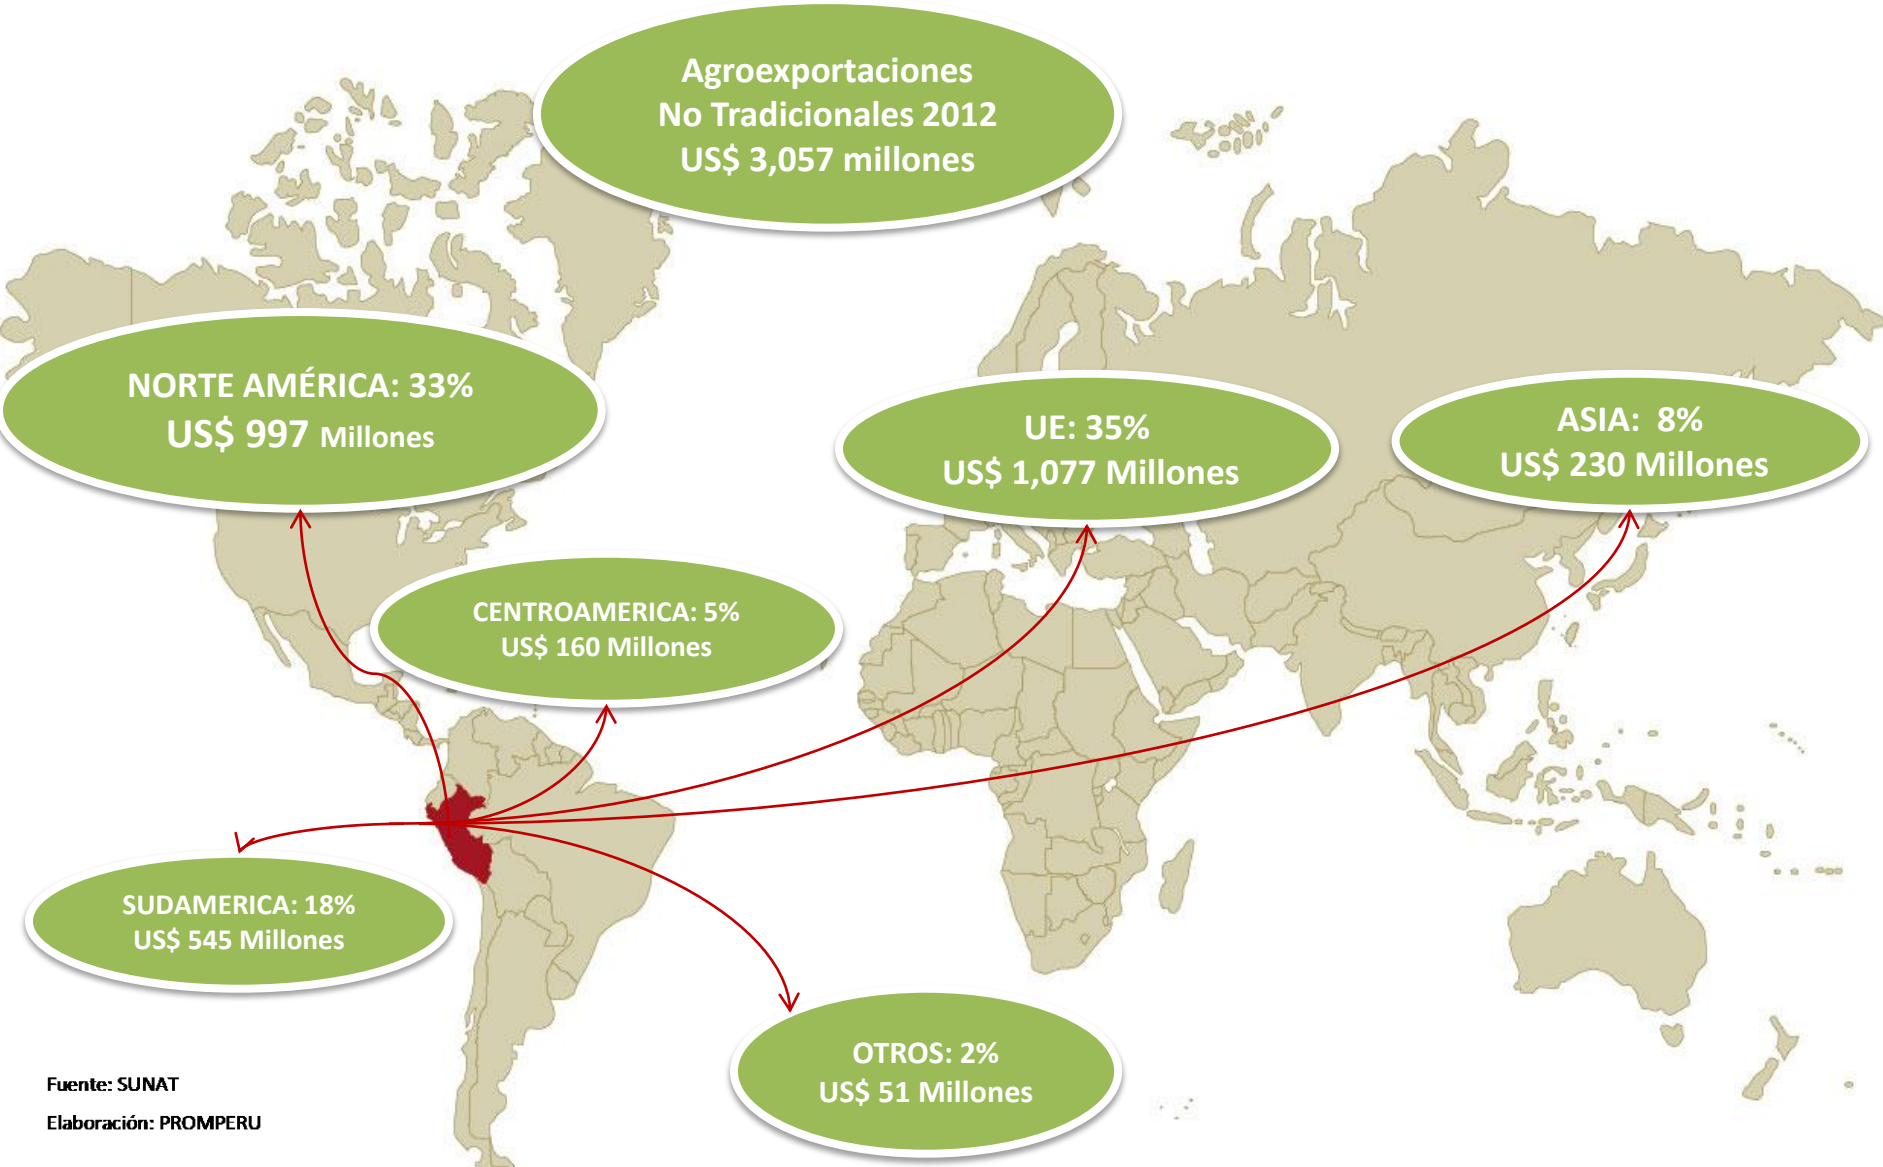 Agroexportaciones
No Tradicionales 2012
US$ 3,057 millones
NORTE AMÉRICA: 33%
US$ 997 Millones
UE: 35%
US$ 1,077 Millones
ASIA: 8%
US$ 230 Millones
CENTROAMERICA: 5%
US$ 160 Millones
SUDAMERICA: 18%
US$ 545 Millones
OTROS: 2%
US$ 51 Millones
Fuente: SUNAT
Elaboración: PROMPERU